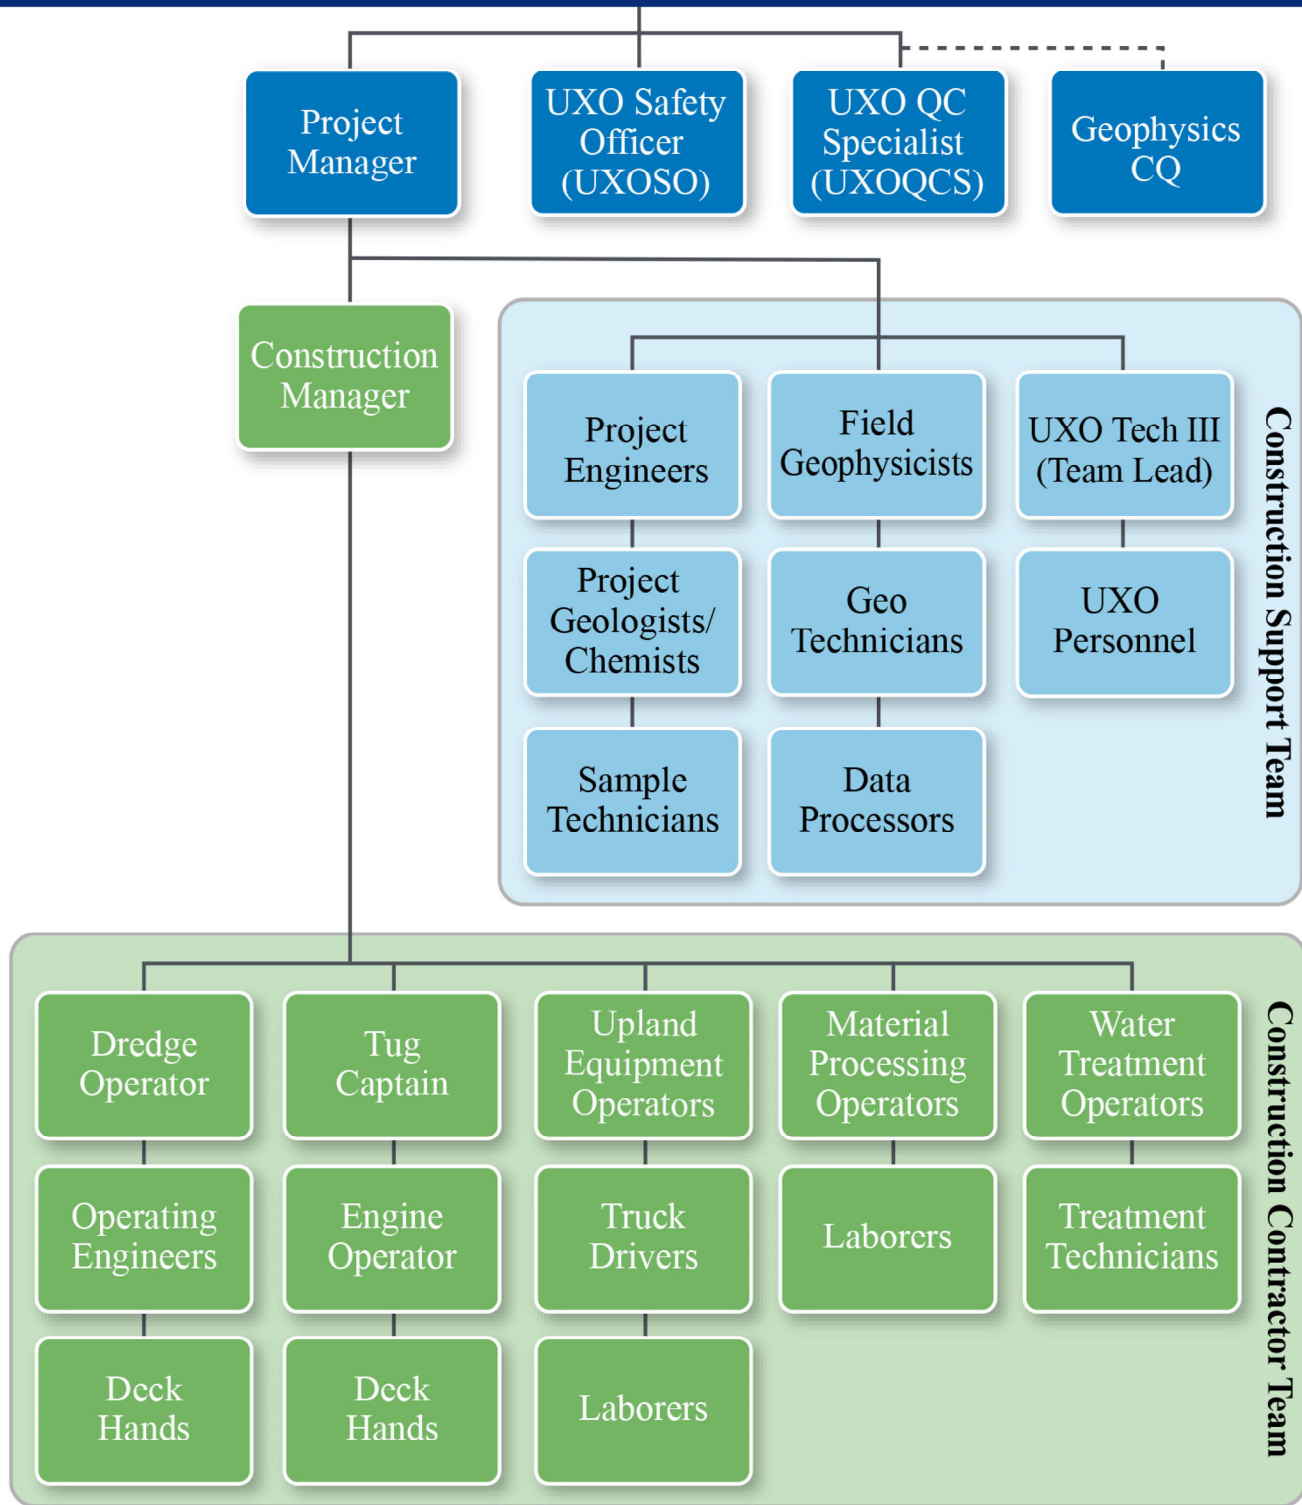 Project
Manager
UXO Safety
Officer
(UXOSO)
UXO QC
Specialist
(UXOQCS)
Geophysics
CQ
Construction
Manager
Project
Engineers
Field
Geophysicists
UXO Tech III
(Team Lead)
Project
Geologists/
Chemists
Geo
Technicians
UXO
Personnel
Sample
Technicians
Data
Processors
Construction Support Team
Dredge
Operator
Tug
Captain
Upland
Equipment
Operators
Material
Processing
Operators
Water
Treatment
Operators
Operating
Engineers
Engine
Operator
Truck
Drivers
Laborers
Treatment
Technicians
Deck
Hands
Deck
Hands
Laborers
Construction Contractor Team